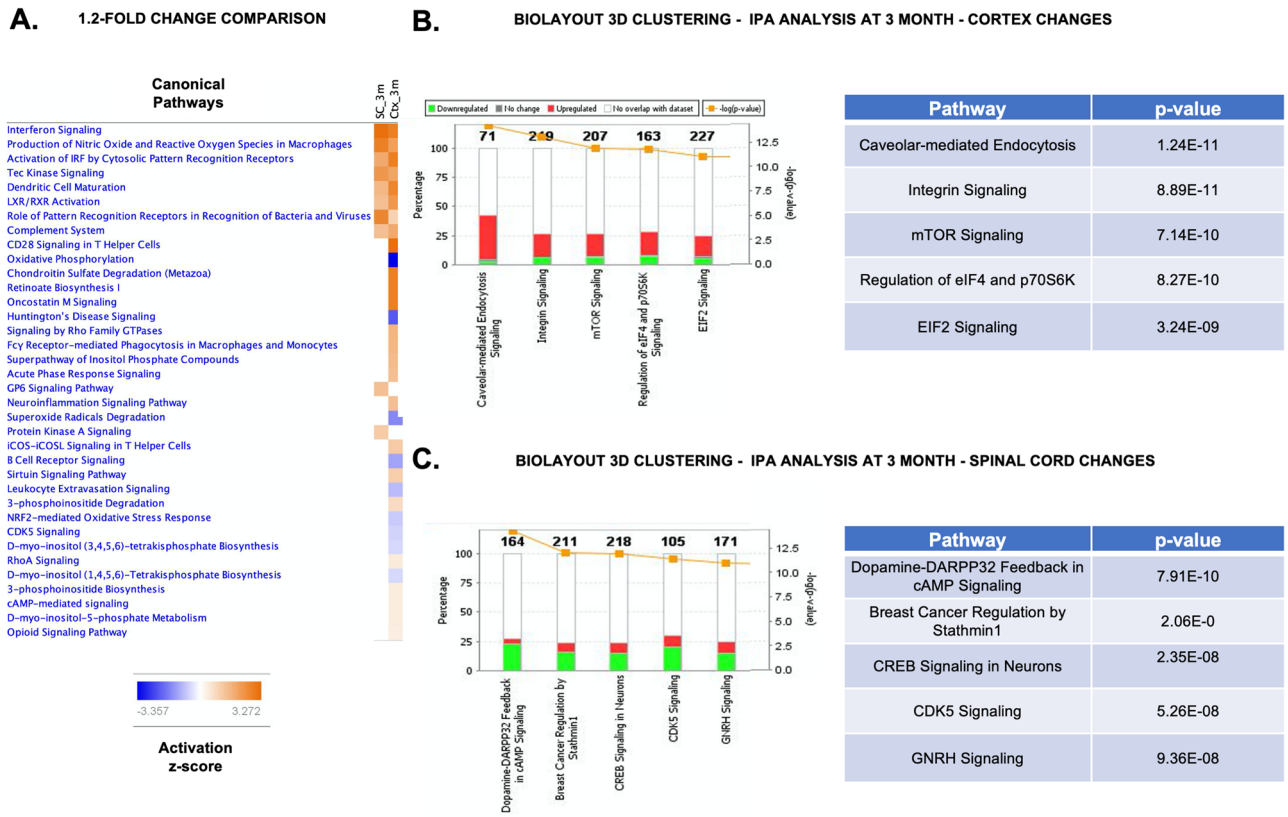 A.
1.2-FOLD CHANGE COMPARISON
Canonical
Pathways
SC_3m
Ctx_3m
Interferon Signaling
Production of Nitric Oxide and Reactive Oxygen Species in Macrophages
Activation of IRF by Cytosolic Pattern Recognition Receptors
Tec Kinase Signaling
Dendritic Cell Maturation
LXR/RXR Activation
Role of Pattern Recognition Receptors in Recognition of Bacteria and Viruses
Complement System
CD28 Signaling in T Helper Cells
Oxidative Phosphorylation
Chondroitin Sulfate Degradation (Metazoa)
Retinoate Biosynthesis I
Oncostatin M Signaling
Huntington's Disease Signaling
Signaling by Rho Family GTPases
Fcγ Receptor-mediated Phagocytosis in Macrophages and Monocytes
Superpathway of Inositol Phosphate Compounds
Acute Phase Response Signaling
GP6 Signaling Pathway
Neuroinflammation Signaling Pathway
Superoxide Radicals Degradation
Protein Kinase A Signaling
iCOS-iCOSL Signaling in T Helper Cells
B Cell Receptor Signaling
Sirtuin Signaling Pathway
Leukocyte Extravasation Signaling
3-phosphoinositide Degradation
NRF2-mediated Oxidative Stress Response
CDK5 Signaling
D-myo-inositol (3,4,5,6)-tetrakisphosphate Biosynthesis
RhoA Signaling
D-myo-inositol (1,4,5,6)-Tetrakisphosphate Biosynthesis
3-phosphoinositide Biosynthesis
cAMP-mediated signaling
D-myo-inositol-5-phosphate Metabolism
Opioid Signaling Pathway
-3.357 3.272
Activation
z-score
B.
BIOLAYOUT 3D CLUSTERING - IPA ANALYSIS AT 3 MONTH - CORTEX CHANGES
Downregulated No change Upregulated No overlap with dataset -log(p-value)
71 219 207 163 227
Percentage
100
75
50
25
0
12.5
10.0
7.5
5.0
2.5
0.0
-log(p-value)
Caveolar-mediated Endocytosis
Signaling
Integrin Signaling
mTOR Signaling
Regulation of eIF4 and p70S6K
Signaling
EIF2 Signaling
Pathway p-value
Caveolar-mediated Endocytosis 1.24E-11
Integrin Signaling 8.89E-11
mTOR Signaling 7.14E-10
Regulation of eIF4 and p70S6K 8.27E-10
EIF2 Signaling 3.24E-09
C.
BIOLAYOUT 3D CLUSTERING - IPA ANALYSIS AT 3 MONTH - SPINAL CORD CHANGES
164 211 218 105 171
Percentage
100
75
50
25
0
12.5
10.0
7.5
5.0
2.5
0.0
-log(p-value)
Dopamine-DARPP32 Feedback
in cAMP Signaling
Breast Cancer Regulation by
Stathmin1
CREB Signaling in Neurons
CDK5 Signaling
GNRH Signaling
Pathway p-value
Dopamine-DARPP32 Feedback in
cAMP Signaling 7.91E-10
Breast Cancer Regulation by
Stathmin1 2.06E-0
CREB Signaling in Neurons 2.35E-08
CDK5 Signaling 5.26E-08
GNRH Signaling 9.36E-08